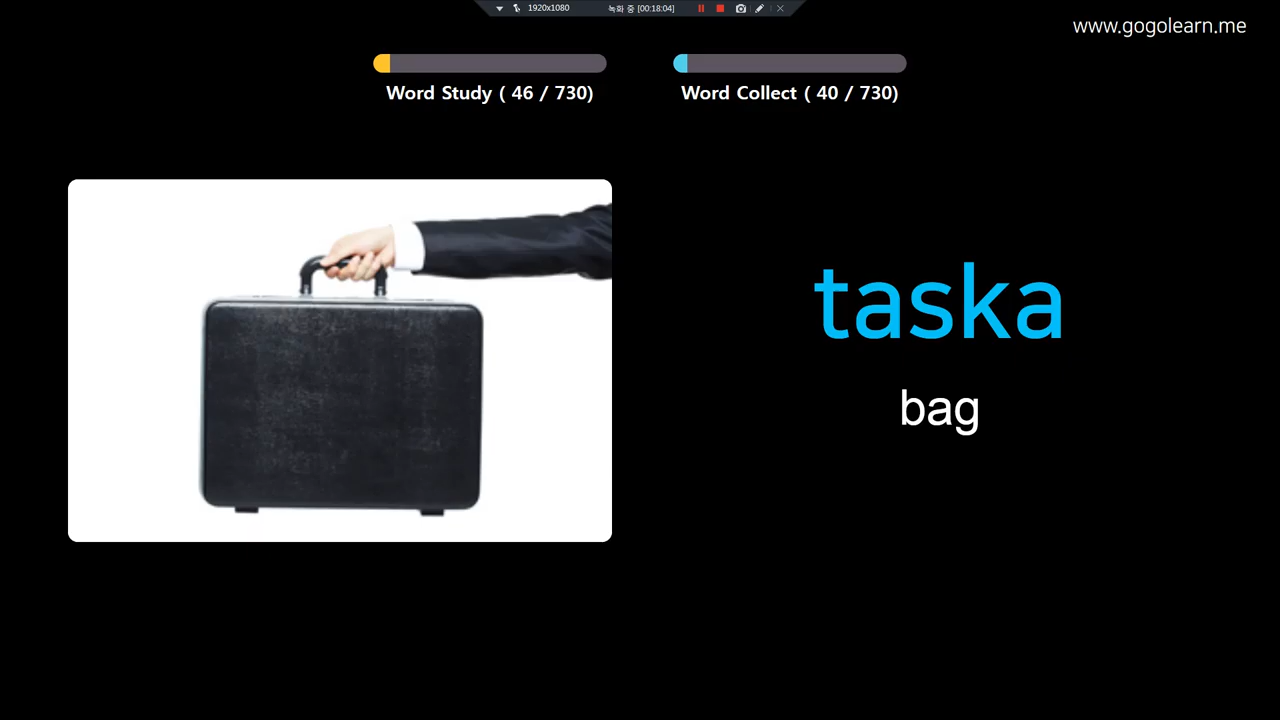 1920x1080 녹화 중 [00:18:04]
www.gogolearn.me
Word Study ( 46 / 730)
Word Collect ( 40 / 730)
taska
bag